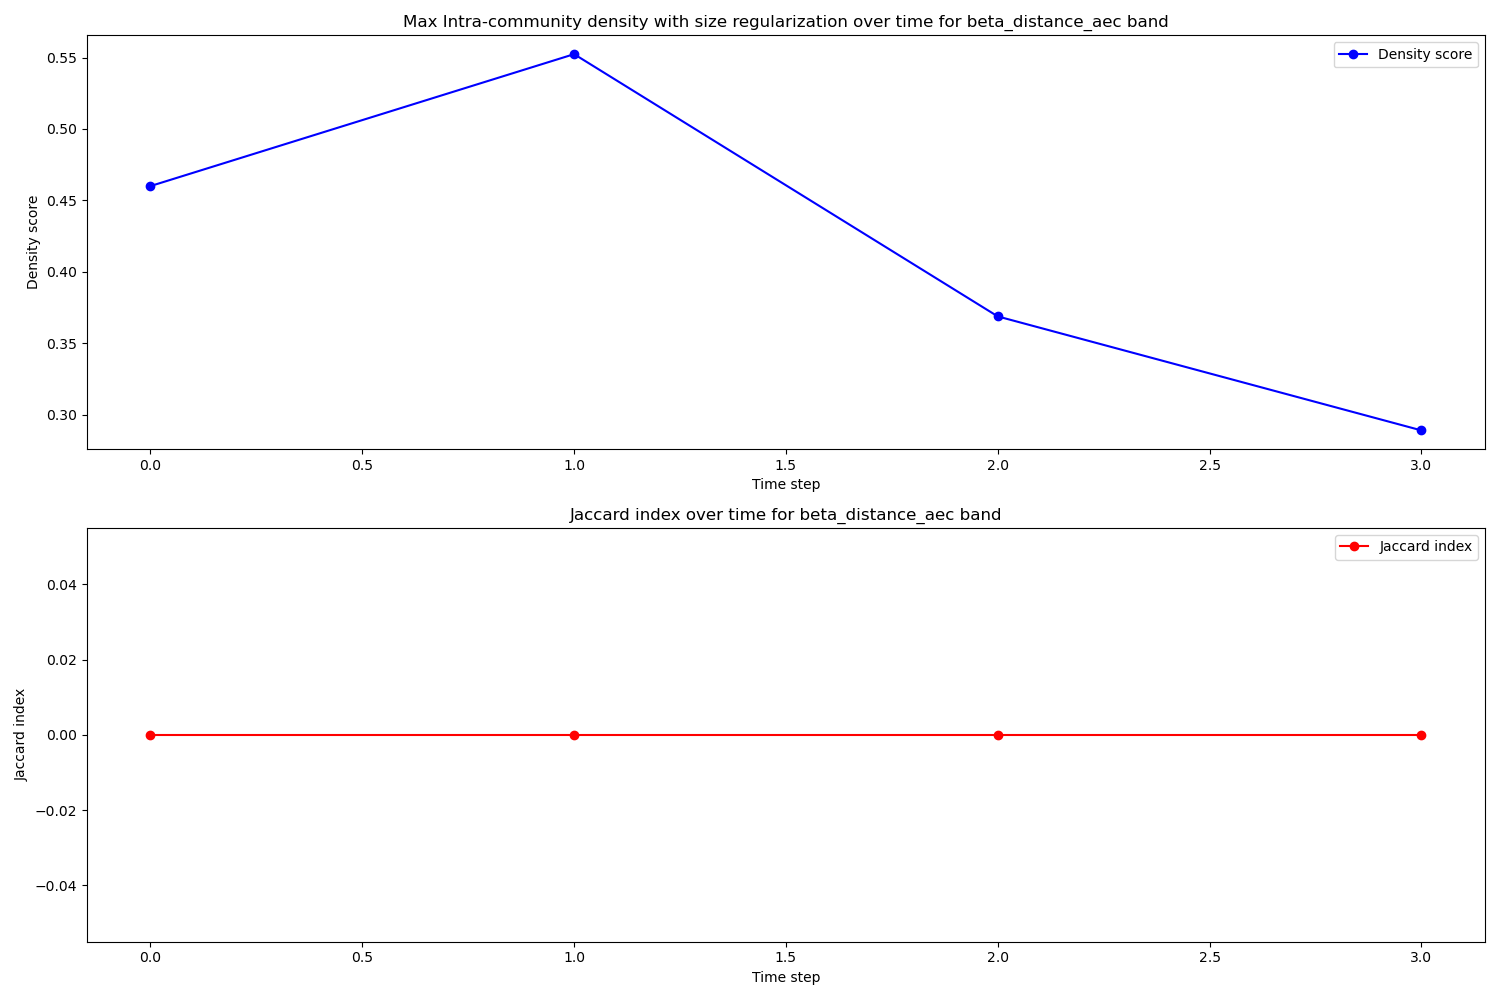 Max Intra-community density with size regularization over time for beta_distance_aec band
Density score
0.55
0.50
0.45
0.40
0.35
0.30
Density score
0.0 0.5 1.0 1.5 2.0 2.5 3.0
Time step
Jaccard index over time for beta_distance_aec band
Jaccard index
0.04
0.02
0.00
−0.02
−0.04
Jaccard index
0.0 0.5 1.0 1.5 2.0 2.5 3.0
Time step